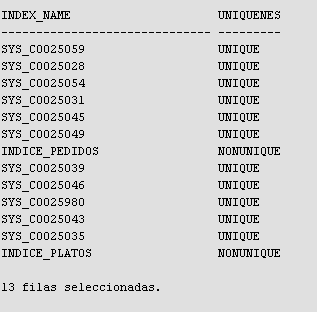 INDEX_NAME UNIQUENES
------------------------------ ---------
SYS_C0025059 UNIQUE
SYS_C0025028 UNIQUE
SYS_C0025054 UNIQUE
SYS_C0025031 UNIQUE
SYS_C0025045 UNIQUE
SYS_C0025049 UNIQUE
INDICE_PEDIDOS NONUNIQUE
SYS_C0025039 UNIQUE
SYS_C0025046 UNIQUE
SYS_C0025980 UNIQUE
SYS_C0025043 UNIQUE
SYS_C0025035 UNIQUE
INDICE_PLATOS NONUNIQUE
13 filas seleccionadas.